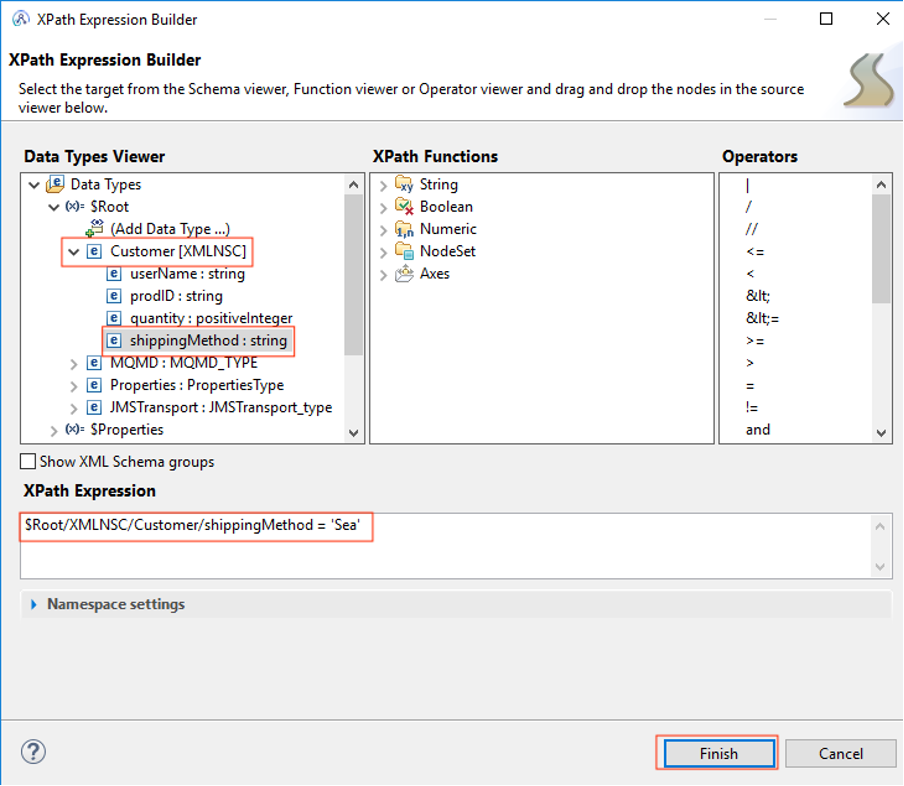 XPath Expression Builder
XPath Expression Builder
Select the target from the Schema viewer, Function viewer or Operator viewer and drag and drop the nodes in the source
viewer below.
Data Types Viewer
Data Types
(x)= $Root
(Add Data Type ...)
e Customer [XMLNSC]
e userName : string
e prodID : string
e quantity : positiveInteger
e shippingMethod : string
e MQMD : MQMD_TYPE
e Properties : PropertiesType
e JMSTransport : JMSTransport_type
(x)= $Properties
XPath Functions
String
Boolean
Numeric
NodeSet
Axes
Operators
|
/
//
<=
<
&lt;
&lt;=
>=
>
=
!=
and
Show XML Schema groups
XPath Expression
$Root/XMLNSC/Customer/shippingMethod = 'Sea'
Namespace settings
?
Finish
Cancel